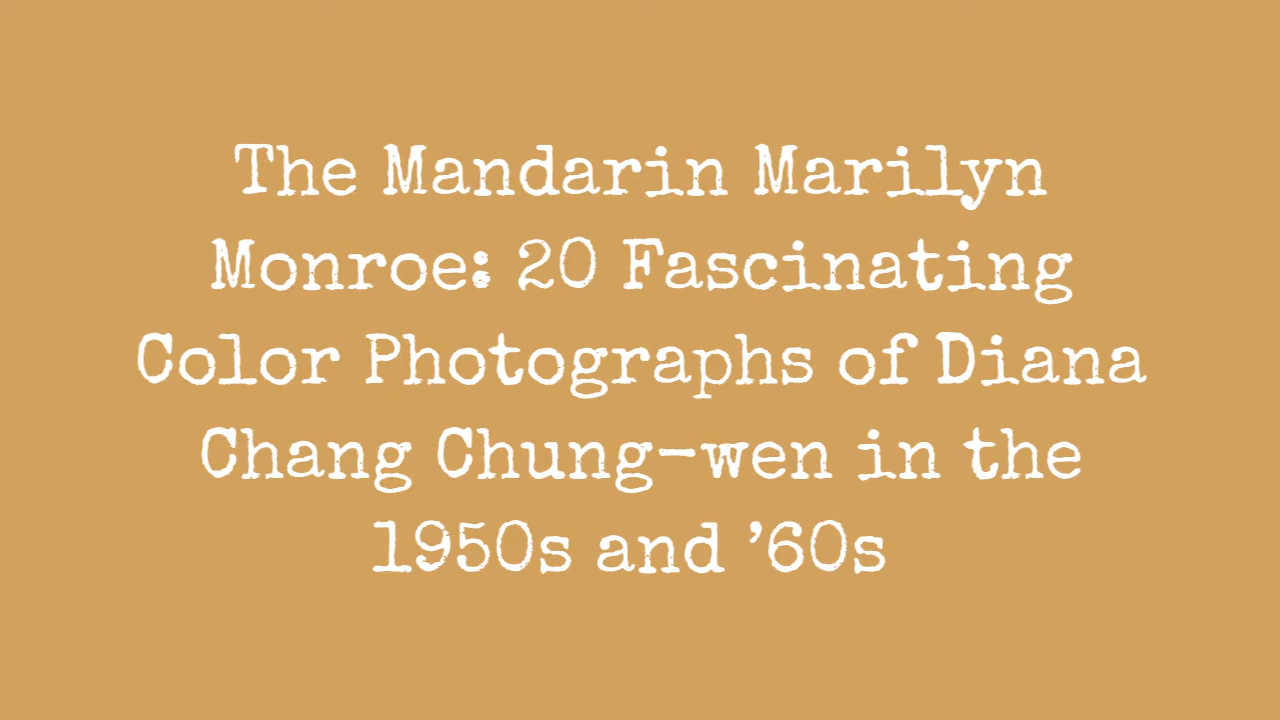 The Mandarin Marilyn
Monroe: 20 Fascinating
Color Photographs of Diana
Chang Chung-wen in the
1950s and ’60s